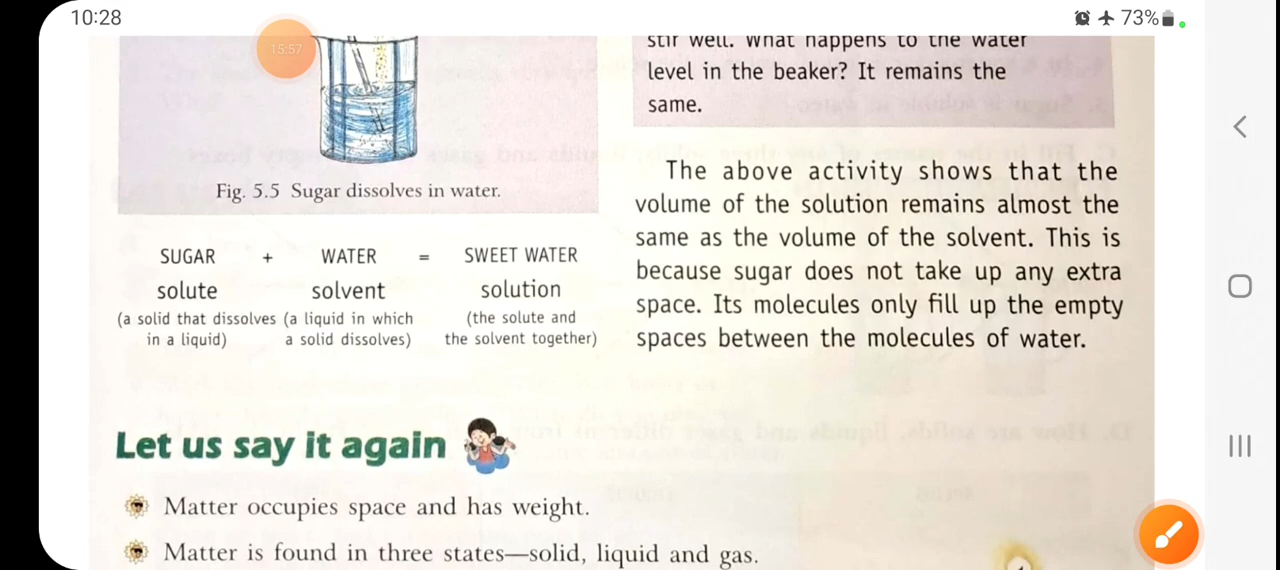 10:28
73%
15:57
stir well. What happens to the water
level in the beaker? It remains the
same.
Fig. 5.5 Sugar dissolves in water.
SUGAR + WATER = SWEET WATER
solute solvent solution
(a solid that dissolves (a liquid in which (the solute and
in a liquid) a solid dissolves) the solvent together)
The above activity shows that the
volume of the solution remains almost the
same as the volume of the solvent. This is
because sugar does not take up any extra
space. Its molecules only fill up the empty
spaces between the molecules of water.
Let us say it again
Matter occupies space and has weight.
Matter is found in three states—solid, liquid and gas.